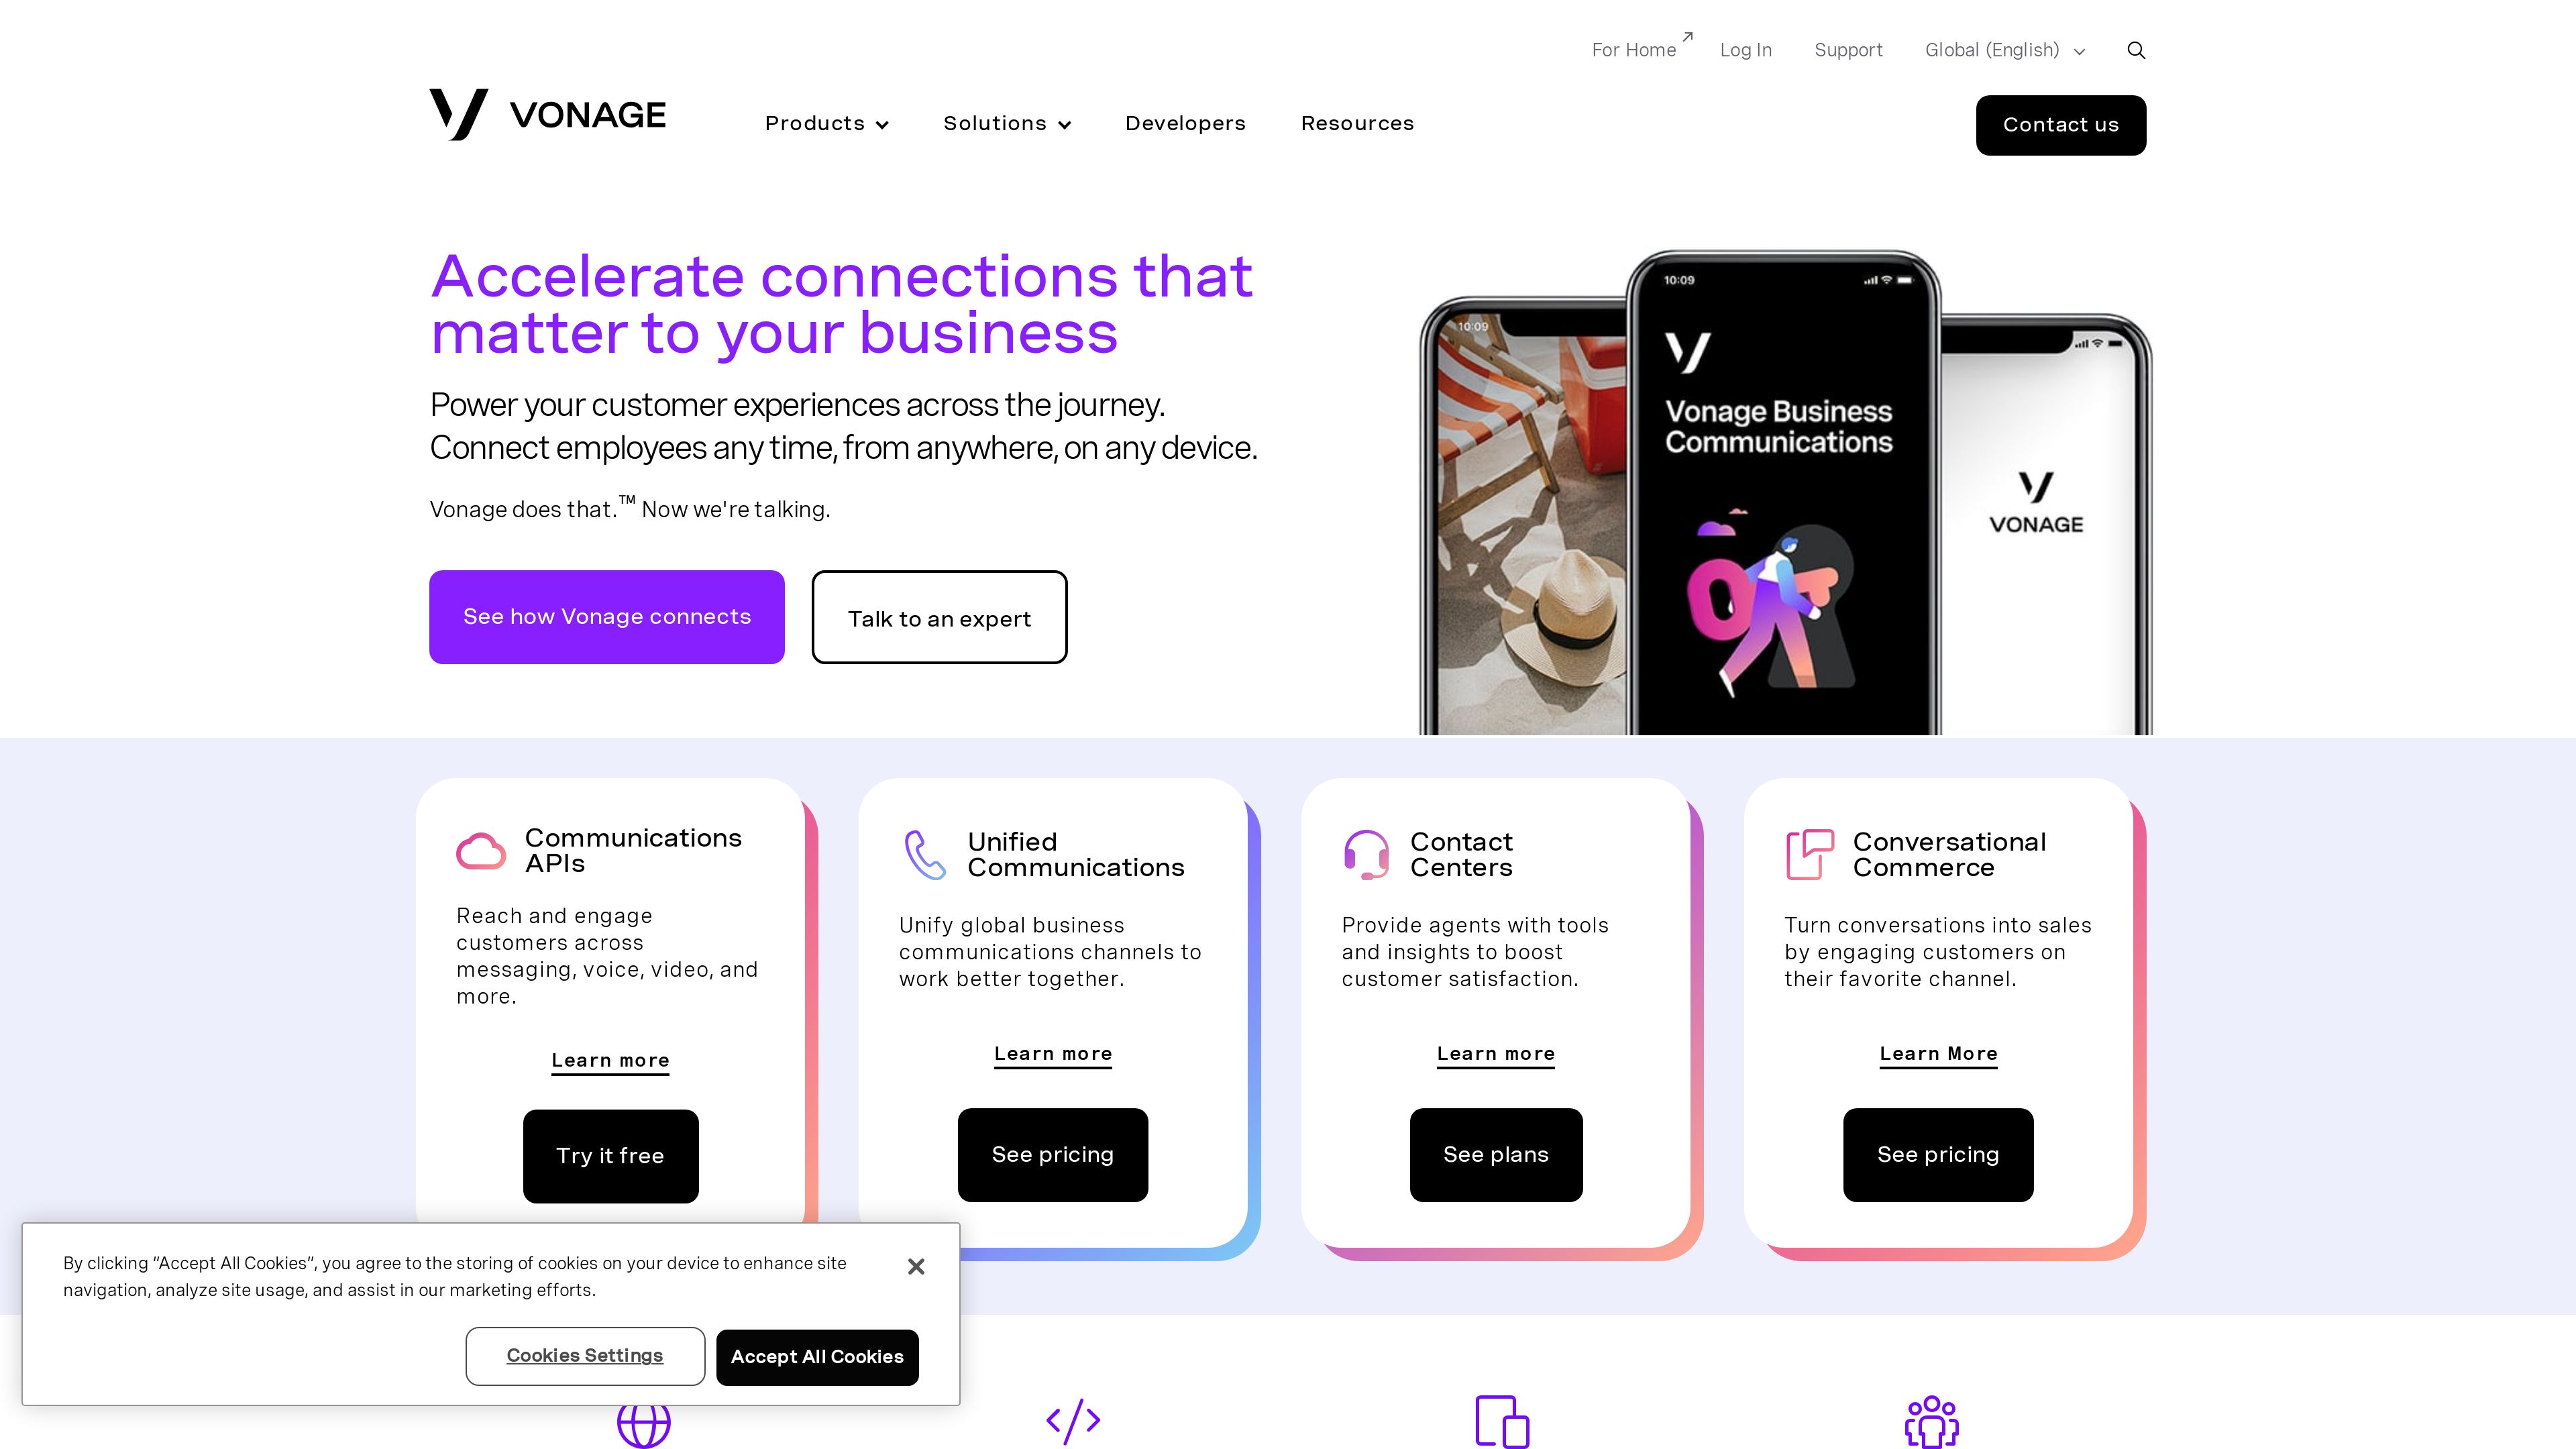 For Home
Log In
Support
Global (English)
VONAGE
Products
Solutions
Developers
Resources
Contact us
Accelerate connections that
matter to your business
Power your customer experiences across the journey.
Connect employees any time, from anywhere, on any device.
Vonage does that.™ Now we're talking.
See how Vonage connects
Talk to an expert
10:09
10:09
Vonage Business
Communications
VONAGE
Communications
APIs
Reach and engage
customers across
messaging, voice, video, and
more.
Learn more
Try it free
Unified
Communications
Unify global business
communications channels to
work better together.
Learn more
See pricing
Contact
Centers
Provide agents with tools
and insights to boost
customer satisfaction.
Learn more
See plans
Conversational
Commerce
Turn conversations into sales
by engaging customers on
their favorite channel.
Learn More
See pricing
By clicking “Accept All Cookies”, you agree to the storing of cookies on your device to enhance site
navigation, analyze site usage, and assist in our marketing efforts.
Cookies Settings
Accept All Cookies